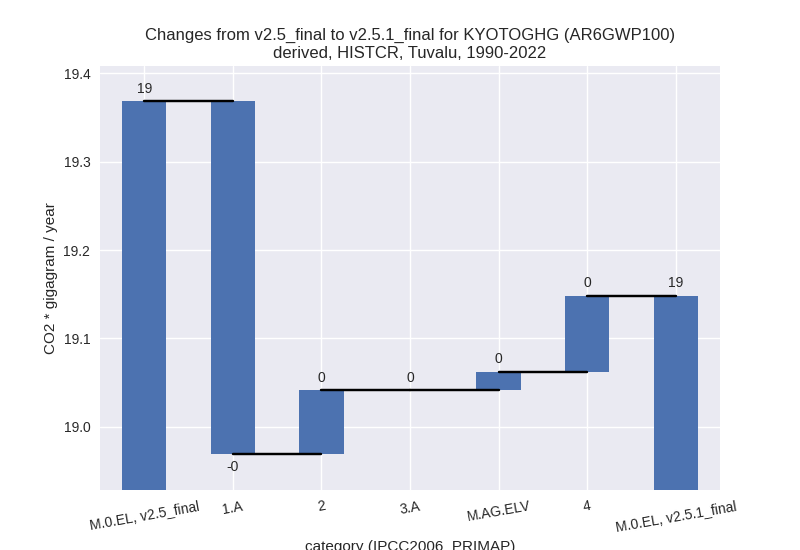 Changes from v2.5_final to v2.5.1_final for KYOTOGHG (AR6GWP100)
derived, HISTCR, Tuvalu, 1990-2022
19.4
19.3
19.2
19.1
19.0
CO2 * gigagram / year
19
-0
0
0
0
0
19
M.0.EL, v2.5_final
1.A
2
3.A
M.AG.ELV
4
M.0.EL, v2.5.1_final
category (IPCC2006_PRIMAP)